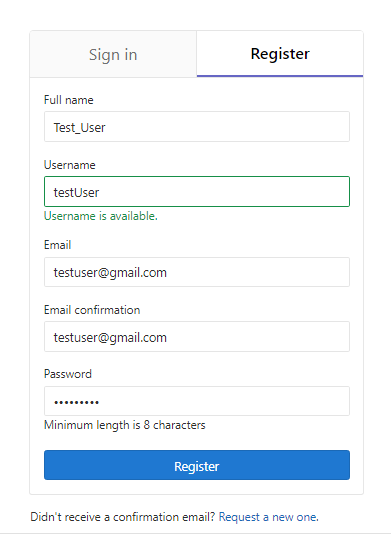 Sign in
Register
Full name
Test_User
Username
testUser
Username is available.
Email
testuser@gmail.com
Email confirmation
testuser@gmail.com
Password
•••••••••
Minimum length is 8 characters
Register
Didn't receive a confirmation email? Request a new one.